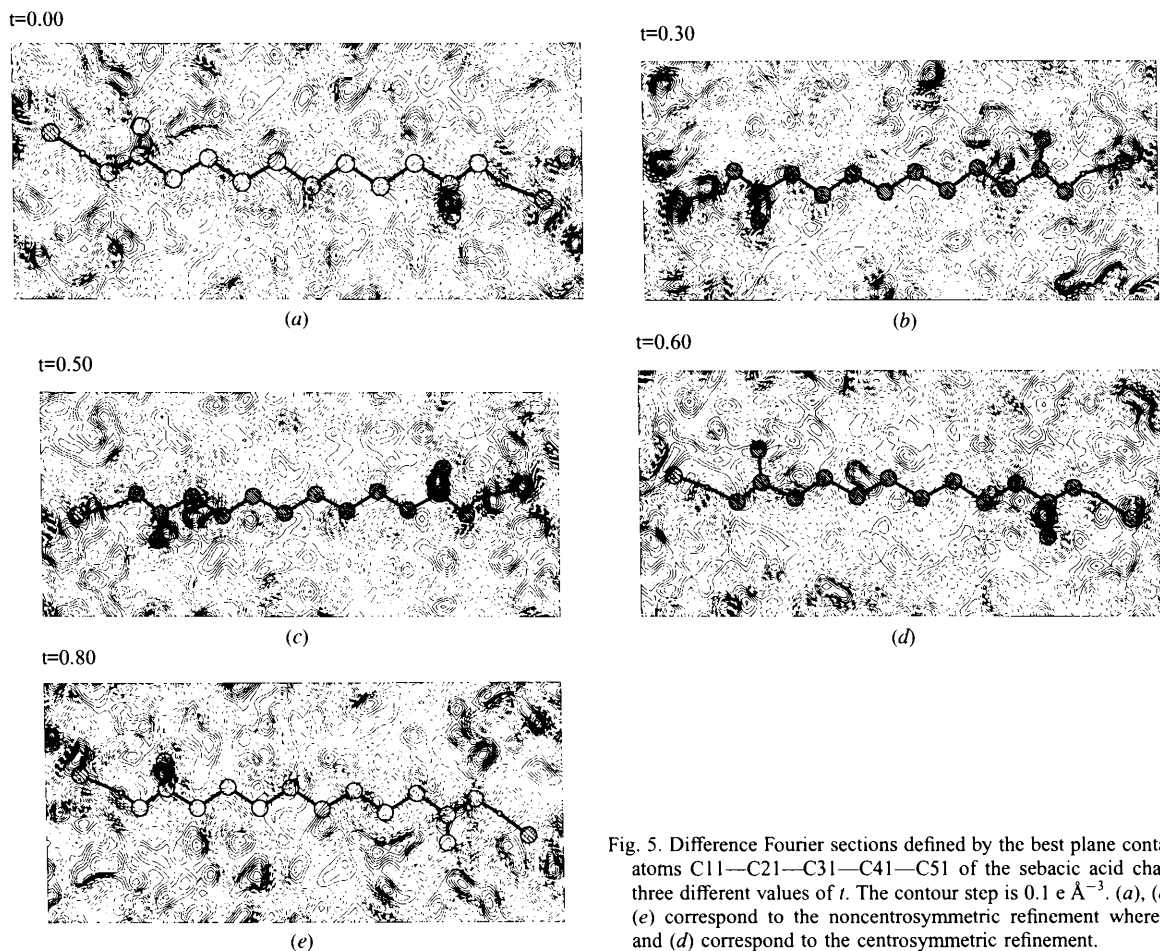 t=0.00
t=0.30
(a)
(b)
t=0.50
t=0.60
(c)
(d)
t=0.80
(e)
Fig. 5. Difference Fourier sections defined by the best plane conta
atoms C11—C21—C31—C41—C51 of the sebacic acid cha
three different values of t. The contour step is 0.1 e Å⁻³. (a), (
(e) correspond to the noncentrosymmetric refinement where
and (d) correspond to the centrosymmetric refinement.